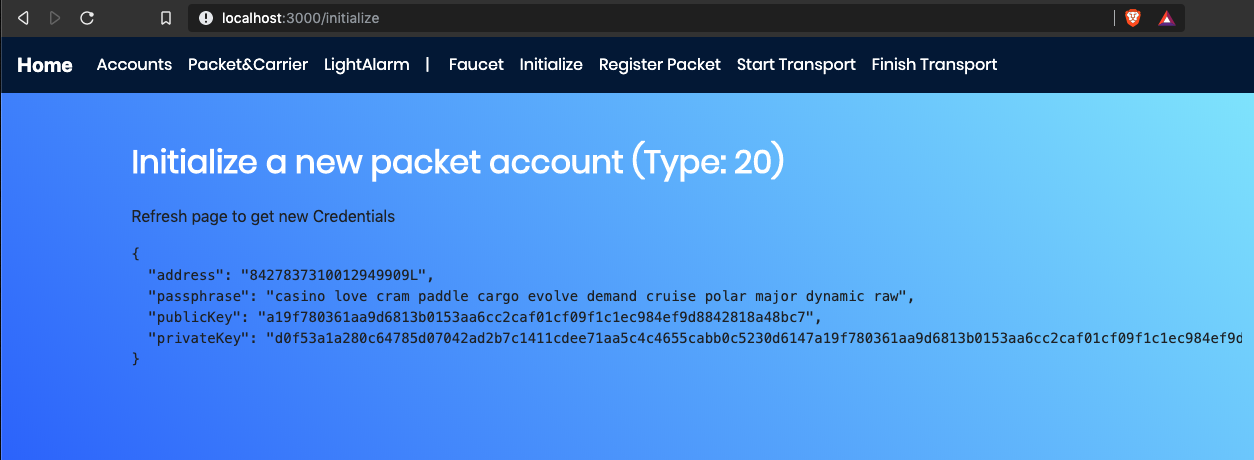 localhost:3000/initialize
Home Accounts Packet&Carrier LightAlarm | Faucet Initialize Register Packet Start Transport Finish Transport
Initialize a new packet account (Type: 20)
Refresh page to get new Credentials
{
"address": "8427837310012949909L",
"passphrase": "casino love cram paddle cargo evolve demand cruise polar major dynamic raw",
"publicKey": "a19f780361aa9d6813b0153aa6cc2caf01cf09f1c1ec984ef9d8842818a48bc7",
"privateKey": "d0f53a1a280c64785d07042ad2b7c1411cdee71aa5c4c4655cabb0c5230d6147a19f780361aa9d6813b0153aa6cc2caf01cf09f1c1ec984ef9d
}